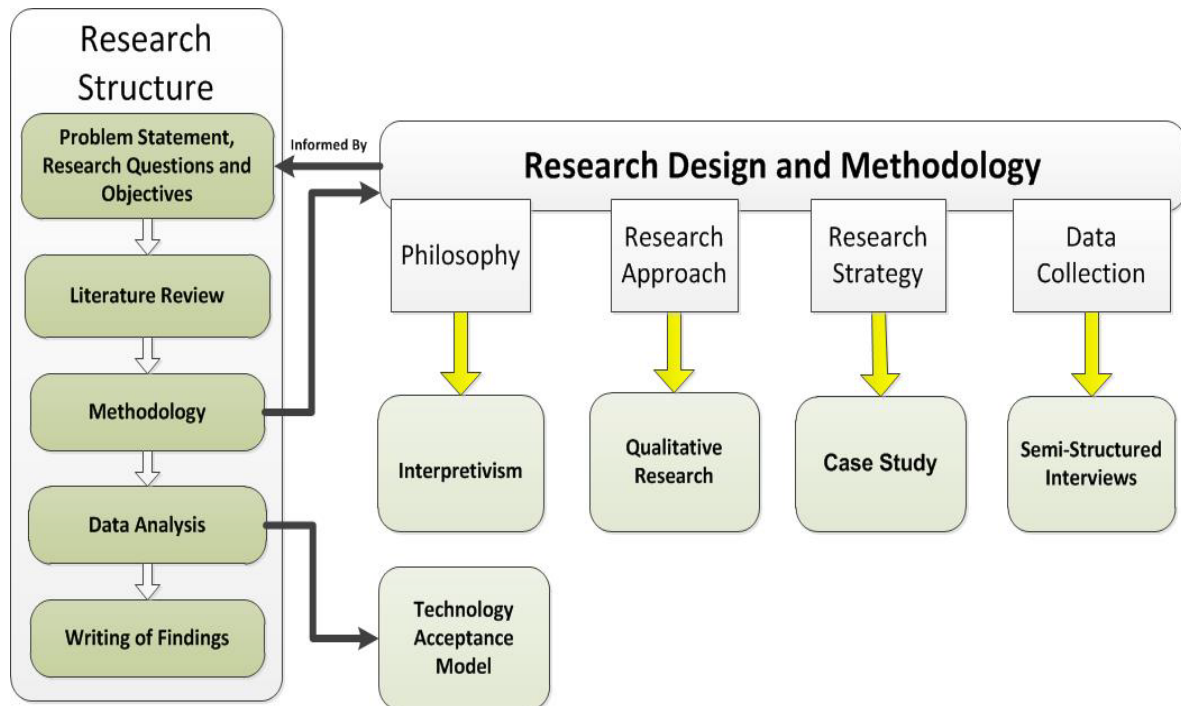 Research
Structure
Problem Statement,
Research Questions and
Objectives
Literature Review
Methodology
Data Analysis
Writing of Findings
Informed By
Research Design and Methodology
Philosophy
Research
Approach
Research
Strategy
Data
Collection
Interpretivism
Qualitative
Research
Case Study
Semi-Structured
Interviews
Technology
Acceptance
Model